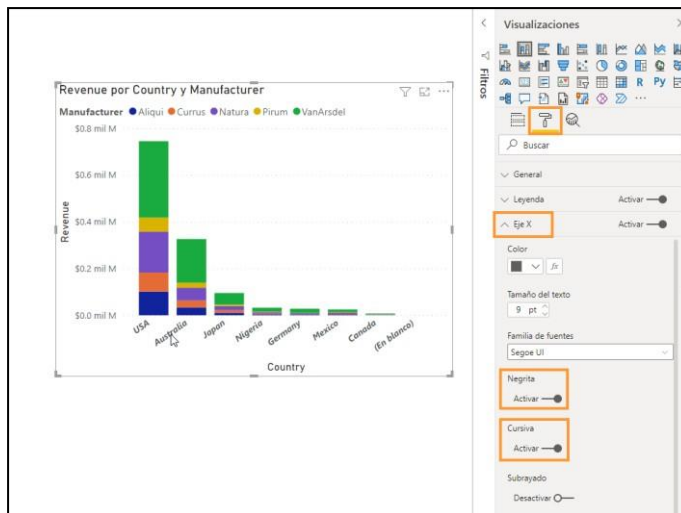 Revenue por Country y Manufacturer
Manufacturer Aliqui Currus Natura Pirum VanArsdel
$0.8 mil M
$0.6 mil M
$0.4 mil M
$0.2 mil M
$0.0 mil M
Revenue
USA
Australia
Japan
Nigeria
Germany
Mexico
Canada
(En blanco)
Country
Filtros
Visualizaciones
R Py
Buscar
General
Leyenda Activar
Eje X Activar
Color
fx
Tamaño del texto
9 pt
Familia de fuentes
Segoe UI
Negrita
Activar
Cursiva
Activar
Subrayado
Desactivar